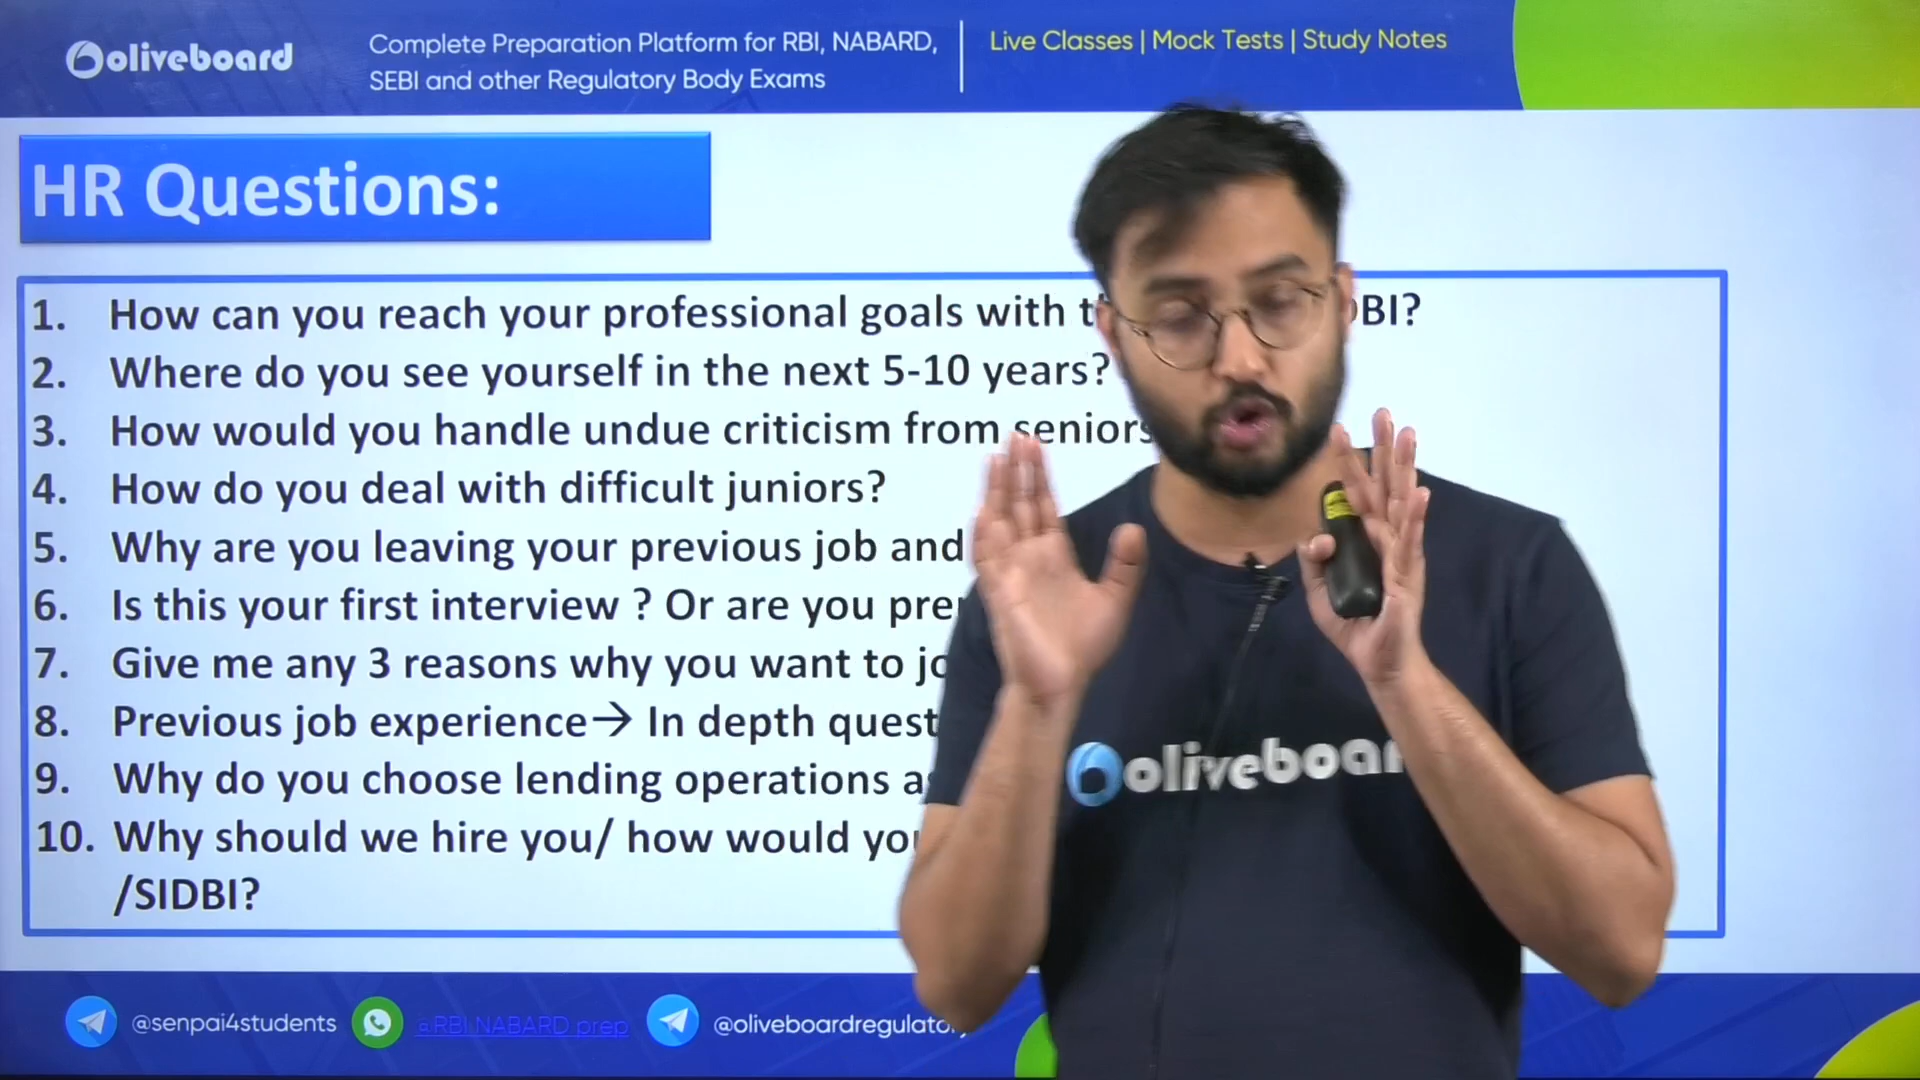 oliveboard
Complete Preparation Platform for RBI, NABARD,
SEBI and other Regulatory Body Exams
Live Classes | Mock Tests | Study Notes
HR Questions:
1. How can you reach your professional goals with BI?
2. Where do you see yourself in the next 5-10 years?
3. How would you handle undue criticism from seniors
4. How do you deal with difficult juniors?
5. Why are you leaving your previous job and
6. Is this your first interview ? Or are you
7. Give me any 3 reasons why you want to
8. Previous job experience→ In depth
9. Why do you choose lending operations
10. Why should we hire you/ how would
/SIDBI?
oliveboar
@senpai4students
@RBI.NABARD prep
@oliveboardregulato